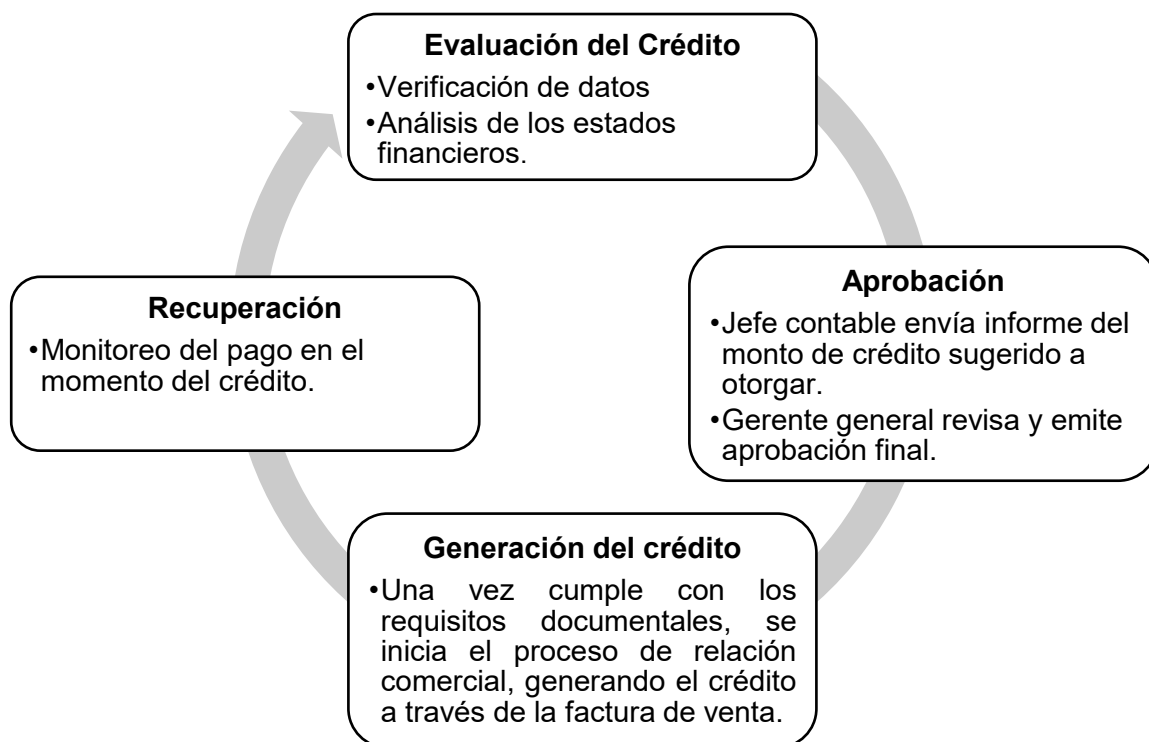 Evaluación del Crédito
•Verificación de datos
•Análisis de los estados
financieros.
Aprobación
•Jefe contable envía informe del
monto de crédito sugerido a
otorgar.
•Gerente general revisa y emite
aprobación final.
Generación del crédito
•Una vez cumple con los
requisitos documentales, se
inicia el proceso de relación
comercial, generando el crédito
a través de la factura de venta.
Recuperación
•Monitoreo del pago en el
momento del crédito.